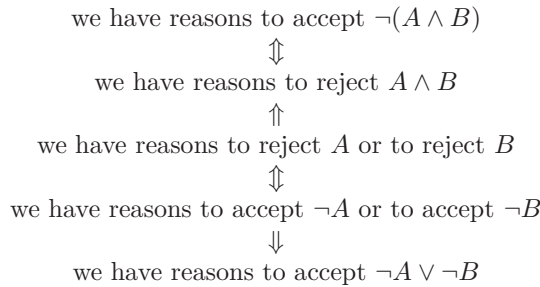 we have reasons to accept ¬(A ∧ B)
⇕
we have reasons to reject A ∧ B
⇑
we have reasons to reject A or to reject B
⇕
we have reasons to accept ¬A or to accept ¬B
⇓
we have reasons to accept ¬A ∨ ¬B